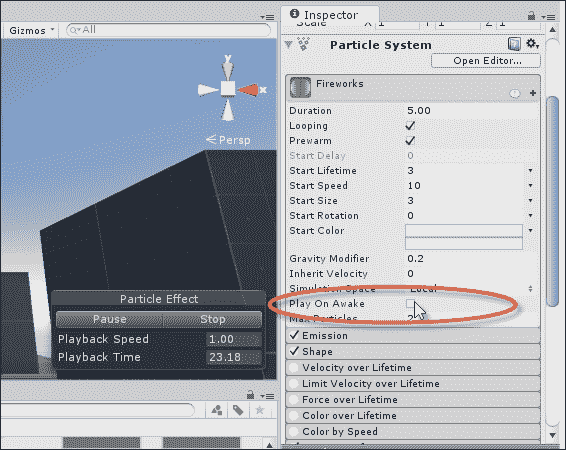 Inspector
Gizmos
All
Scale X 1 Y 1 Z 1
Particle System
Open Editor...
Fireworks
y
x
Persp
Duration 5.00
Looping
Prewarm
Start Delay 0
Start Lifetime 3
Start Speed 10
Start Size 3
Start Rotation 0
Start Color
Gravity Modifier 0.2
Inherit Velocity 0
Simulation Space Local
Play On Awake
Max Particles
Particle Effect
Pause Stop
Playback Speed 1.00
Playback Time 23.18
Emission
Shape
Velocity over Lifetime
Limit Velocity over Lifetime
Force over Lifetime
Color over Lifetime
Color by Speed